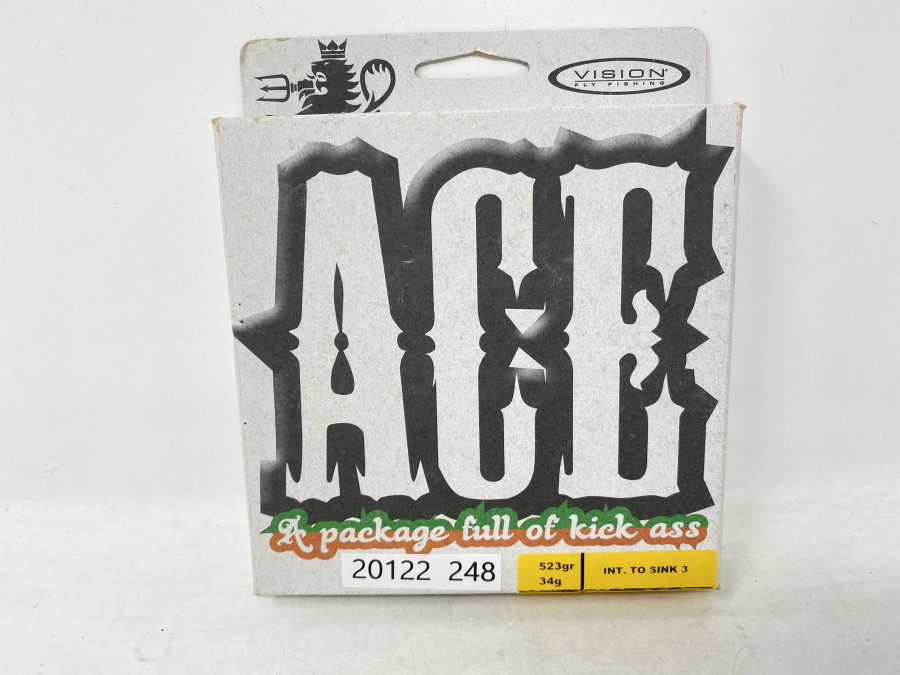 VISION
FLY FISHING
ACE
A package full of kick ass
20122 248
523gr
34g
INT. TO SINK 3